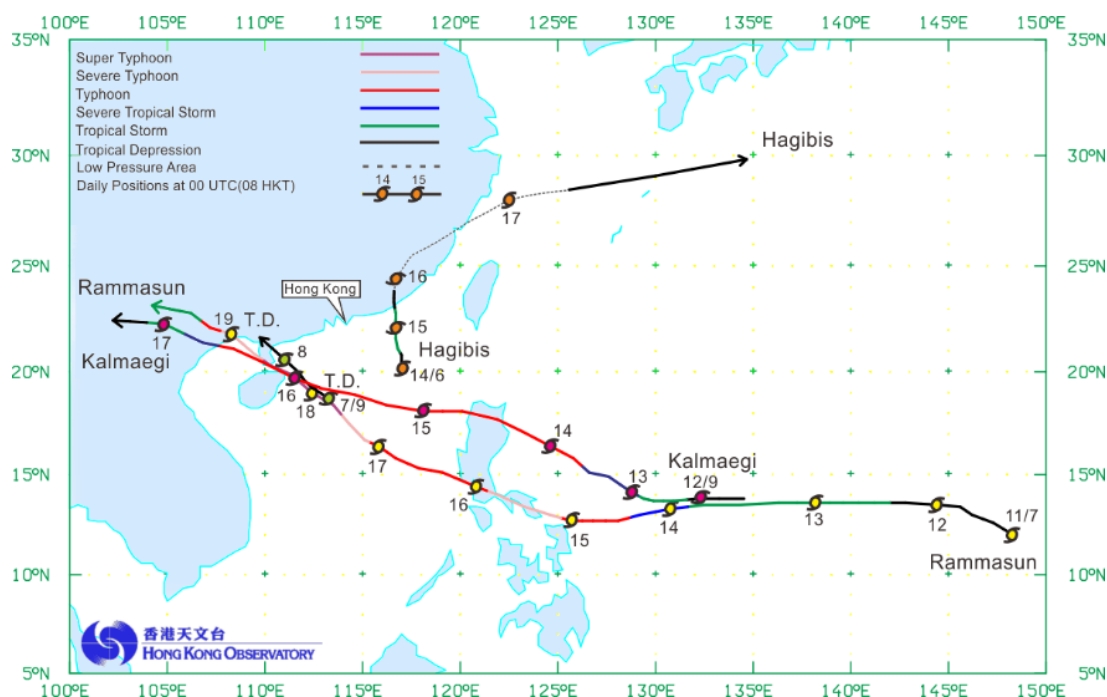 100°E 105°E 110°E 115°E 120°E 125°E 130°E 135°E 140°E 145°E 150°E
35°N 35°N
Super Typhoon
Severe Typhoon
Typhoon
Severe Tropical Storm
Tropical Storm
Tropical Depression
Low Pressure Area
Daily Positions at 00 UTC(08 HKT)
14 15
Hagibis
30°N 30°N
17
25°N 25°N
16
Rammasun
Hong Kong
19 T.D.
17
15
Kalmaegi
8
Hagibis
14/6
20°N 20°N
T.D.
16
7/9
18
15
14
17
15°N 15°N
13
Kalmaegi
12/9
16
11/7
15
14
13
12
Rammasun
10°N 10°N
香港天文台
HONG KONG OBSERVATORY
5°N 5°N
100°E 105°E 110°E 115°E 120°E 125°E 130°E 135°E 140°E 145°E 150°E